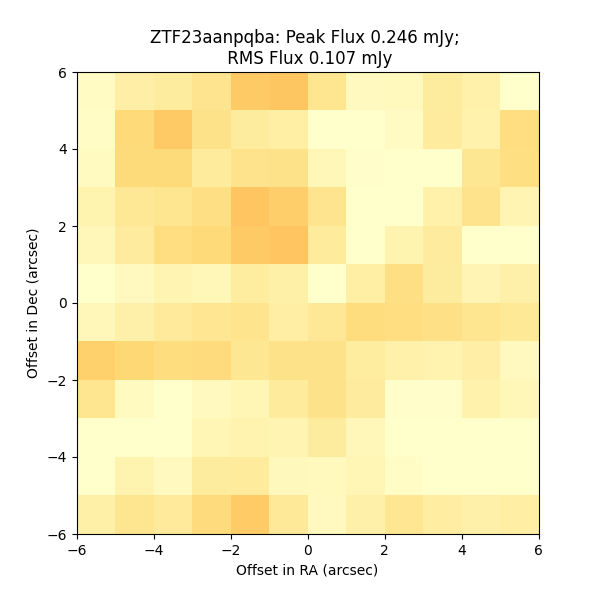 ZTF23aanpqba: Peak Flux 0.246 mJy;
RMS Flux 0.107 mJy
6
4
2
0
−2
−4
−6
Offset in Dec (arcsec)
−6 −4 −2 0 2 4 6
Offset in RA (arcsec)